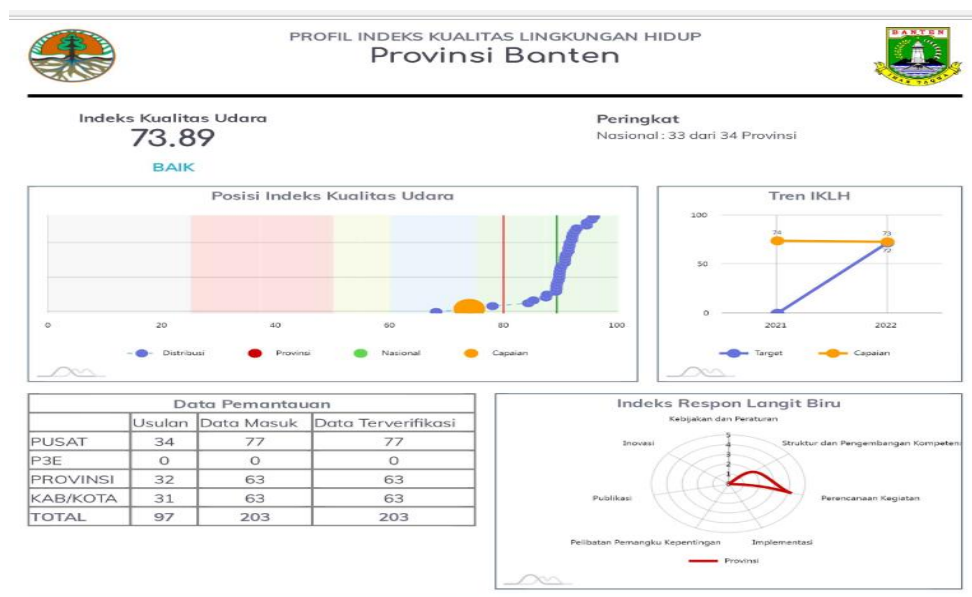 PROFIL INDEKS KUALITAS LINGKUNGAN HIDUP
Provinsi Banten
BANTEN
IMAN TAQWA
Indeks Kualitas Udara
73.89
BAIK
Peringkat
Nasional : 33 dari 34 Provinsi
Posisi Indeks Kualitas Udara
0 20 40 60 80 100
Distribusi Provinsi Nasional Capaian
Tren IKLH
100
50
0
74
73
72
2021 2022
Target Capaian
Data Pemantauan
Usulan Data Masuk Data Terverifikasi
PUSAT 34 77 77
P3E 0 0 0
PROVINSI 32 63 63
KAB/KOTA 31 63 63
TOTAL 97 203 203
Indeks Respon Langit Biru
Kebijakan dan Peraturan
Inovasi
Struktur dan Pengembangan Kompeten
5
4
3
2
1
0
Publikasi
Perencanaan Kegiatan
Pelibatan Pemangku Kepentingan
Implementasi
Provinsi